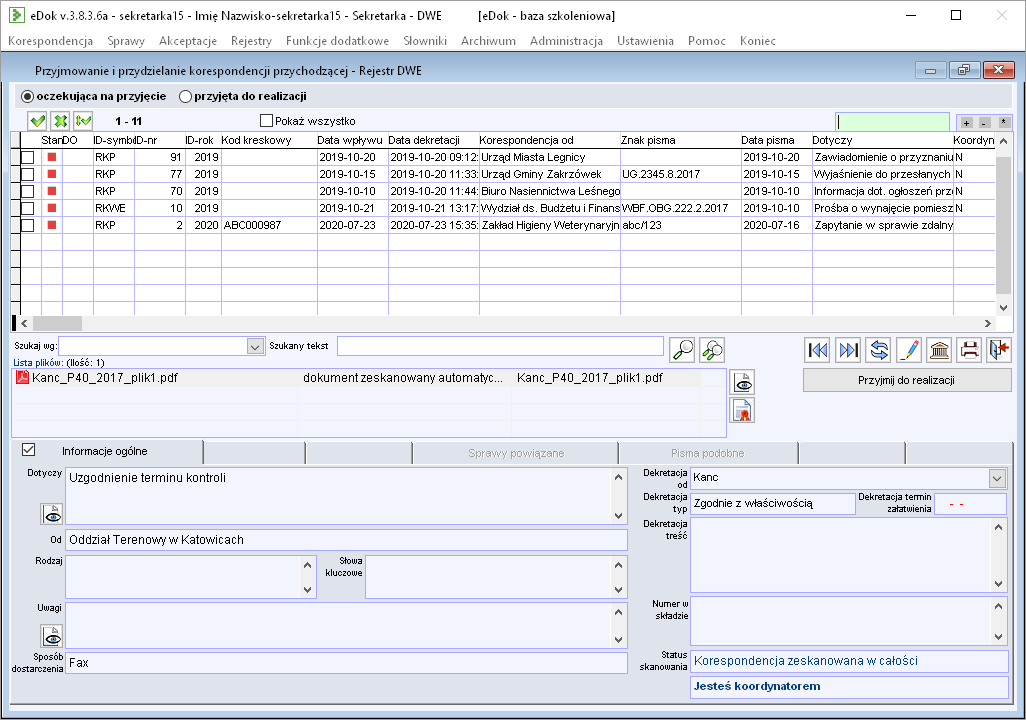 eDok v.3.8.3.6a - sekretarka15 - Imię Nazwisko-sekretarka15 - Sekretarka - DWE [eDok - baza szkoleniowa]
Korespondencja Sprawy Akceptacje Rejestry Funkcje dodatkowe Słowniki Archiwum Administracja Ustawienia Pomoc Koniec
Przyjmowanie i przydzielanie korespondencji przychodzącej - Rejestr DWE
oczekująca na przyjęcie przyjęta do realizacji
1 - 11 Pokaż wszystko + - *
Stan DO ID-symbol ID-nr ID-rok Kod kreskowy Data wpływu Data dekretacji Korespondencja od Znak pisma Data pisma Dotyczy Koordyn
RKP 91 2019 2019-10-20 2019-10-20 09:12: Urząd Miasta Legnicy 2019-10-20 Zawiadomienie o przyznaniu N
RKP 77 2019 2019-10-15 2019-10-20 11:33: Urząd Gminy Zakrzówek UG.2345.8.2017 2019-10-15 Wyjaśnienie do przesłanych N
RKP 70 2019 2019-10-10 2019-10-20 11:44: Biuro Nasiennictwa Leśnego 2019-10-10 Informacja dot. ogłoszeń prz N
RKWE 10 2019 2019-10-21 2019-10-21 13:17: Wydział ds. Budżetu i Finans WBF.OBG.222.2.2017 2019-10-10 Prośba o wynajęcie pomiesz N
RKP 2 2020 ABC000987 2020-07-23 2020-07-23 15:35: Zakład Higieny Weterynaryjn abc/123 2020-07-16 Zapytanie w sprawie zdalny
Szukaj wg: Szukany tekst
Lista plików: (Ilość: 1)
Kanc_P40_2017_plik1.pdf dokument zeskanowany automatyc... Kanc_P40_2017_plik1.pdf
Przyjmij do realizacji
Informacje ogólne Sprawy powiązane Pisma podobne
Dotyczy Uzgodnienie terminu kontroli
Od Oddział Terenowy w Katowicach
Rodzaj Słowa
kluczowe
Uwagi
Sposób
dostarczenia Fax
Dekretacja
od Kanc
Dekretacja
typ Zgodnie z właściwością Dekretacja termin
załatwienia - -
Dekretacja
treść
Numer w
składzie
Status
skanowania Korespondencja zeskanowana w całości
Jesteś koordynatorem